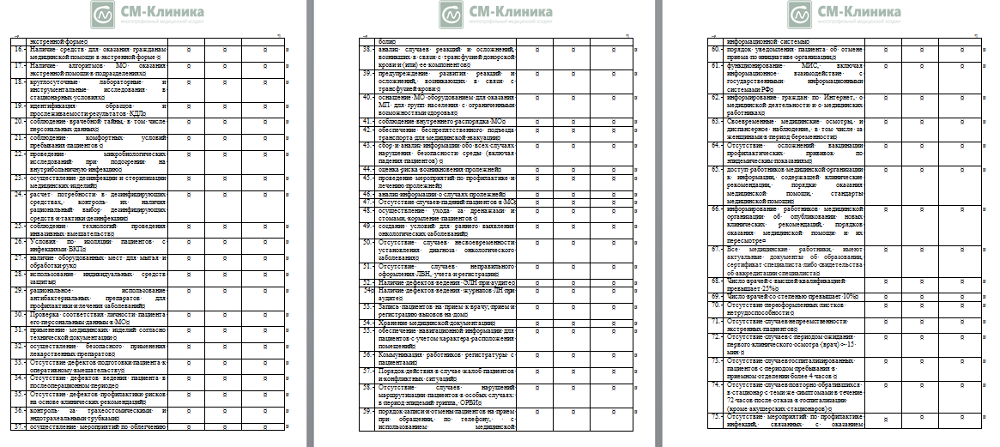 СМ-Клиника
многопрофильный медицинский холдинг
экстренной форме
16. Наличие средств для оказания гражданам
медицинской помощи в экстренной форме
17. Наличие алгоритмов МО оказания
экстренной помощи в подразделениях
18. круглосуточные лабораторные и
инструментальные исследования в
стационарных условиях
19. идентификация образцов и
прослеживаемости результатов КДЛ
20. соблюдение врачебной тайны, в том числе
персональных данных
21. соблюдение комфортных условий
пребывания пациентов
22. проведение микробиологических
исследований при подозрении на
внутрибольничную инфекцию
23. осуществление дезинфекции и стерилизации
медицинских изделий
24. расчет потребности в дезинфицирующих
средствах, контроль их наличия
рациональный выбор дезинфицирующих
средств и тактики дезинфекции
25. соблюдение технологий проведения
инвазивных вмешательство
26. Условия по изоляции пациентов с
инфекциями ВКП
27. наличие оборудованных мест для мытья и
обработки рук
28. использование индивидуальных средств
защиты
29. рациональное использование
антибактериальных препаратов для
профилактики и лечения заболеваний
30. Проверка соответствия личности пациента
его персональным данным в МО
31. применение медицинских изделий согласно
технической документации
32. осуществление безопасного применения
лекарственных препаратов
33. Отсутствие дефектов подготовки пациента к
оперативному вмешательству
34. Отсутствие дефектов ведения пациента в
послеоперационном периоде
35. Отсутствие дефектов профилактики рисков
на основе клинических рекомендаций
36. контроль за трахеостомическими и
эндотрахеальными трубками
37. осуществление мероприятий по облегчению
СМ-Клиника
многопрофильный медицинский холдинг
боли
38. анализ случаев реакций и осложнений,
возникших в связи с трансфузией донорской
крови и (или) ее компонентов
39. предупреждение развития реакций и
осложнений, возникающих в связи с
трансфузией крови
40. оснащение МО оборудованием для оказания
МП для групп населения с ограниченными
возможностями здоровья
41. соблюдение внутреннего распорядка МО
42. обеспечение беспрепятственного подъезда
транспорта для медицинской эвакуации
43. сбор и анализ информации обо всех случаях
нарушения безопасности среды (включая
падения пациентов)
44. оценка риска возникновения пролежней
45. проведение мероприятий по профилактике и
лечению пролежней
46. анализ информации о случаях пролежней
47. Отсутствие случаев падений пациентов в МО
48. осуществление ухода за дренажами и
стомами, кормление пациентов
49. создание условий для раннего выявления
онкологических заболеваний
50. Отсутствие случаев несвоевременности
установления диагноза онкологического
заболевания
51. Отсутствие случаев неправильного
оформления ЛВН, учета и регистрации
52. Наличие дефектов ведения ЭЛН при аудите
54 Наличие дефектов ведения журналов ЛН при
аудите
53. Запись пациентов на прием к врачу, прием и
регистрацию вызовов на дом
54. Хранение медицинской документации
55. обеспечение навигационной информации для
пациентов с учетом характера расположения
помещений
56. Коммуникация работников регистратуры с
пациентами
57. Порядок действия в случае жалоб пациентов
и конфликтных ситуаций
58. Отсутствие случаев нарушений
маршрутизации пациентов в особых случаях:
в период эпидемий гриппа, ОРВИ
59. порядок записи и отмены пациентов на прием
при обращении, по телефону, с
использованием медицинской
СМ-Клиника
многопрофильный медицинский холдинг
информационной системы
60. порядок уведомления пациента об отмене
приема по инициативе организации
61. функционирование МИС, включая
информационное взаимодействие с
государственными информационными
системами РФ
62. информирование граждан по Интернет, о
медицинской деятельности и о медицинских
работниках
63. Своевременные медицинские осмотры, и
диспансерное наблюдение, в том числе за
женщинами в период беременности
64. Отсутствие осложнений вакцинации
профилактических прививок по
эпидемическим показаниям
65. доступ работников медицинской организации
к информации, содержащей клинические
рекомендации, порядки оказания
медицинской помощи, стандарты
медицинской помощи
66. информирование работников медицинской
организации об опубликовании новых
клинических рекомендаций, порядков
оказания медицинской помощи и их
пересмотре
67. Все медицинские работники, имеют
актуальные документы об образовании,
сертификат специалиста либо свидетельства
об аккредитации специалиста
68. Число врачей с высшей квалификацией
превышает 25%
69. Число врачей со степенью превышает 10%
70. Отсутствие переоформленных листков
нетрудоспособности
71. Отсутствие случаев непреемственности
экстренных пациентов
72. Отсутствие случаев с периодом ожидания
первого клинического осмотра (врач) = 15
мин
73. Отсутствие случаев госпитализированных
пациентов с периодом пребывания в
приемном отделении более 4 часов
74. Отсутствие случаев повторно обратившихся
в стационар с теми же симптомами в течение
72 часов после отказа в госпитализации
(кроме акушерских стационаров)
75. Отсутствие мероприятий по профилактике
инфекций, связанных с оказанием